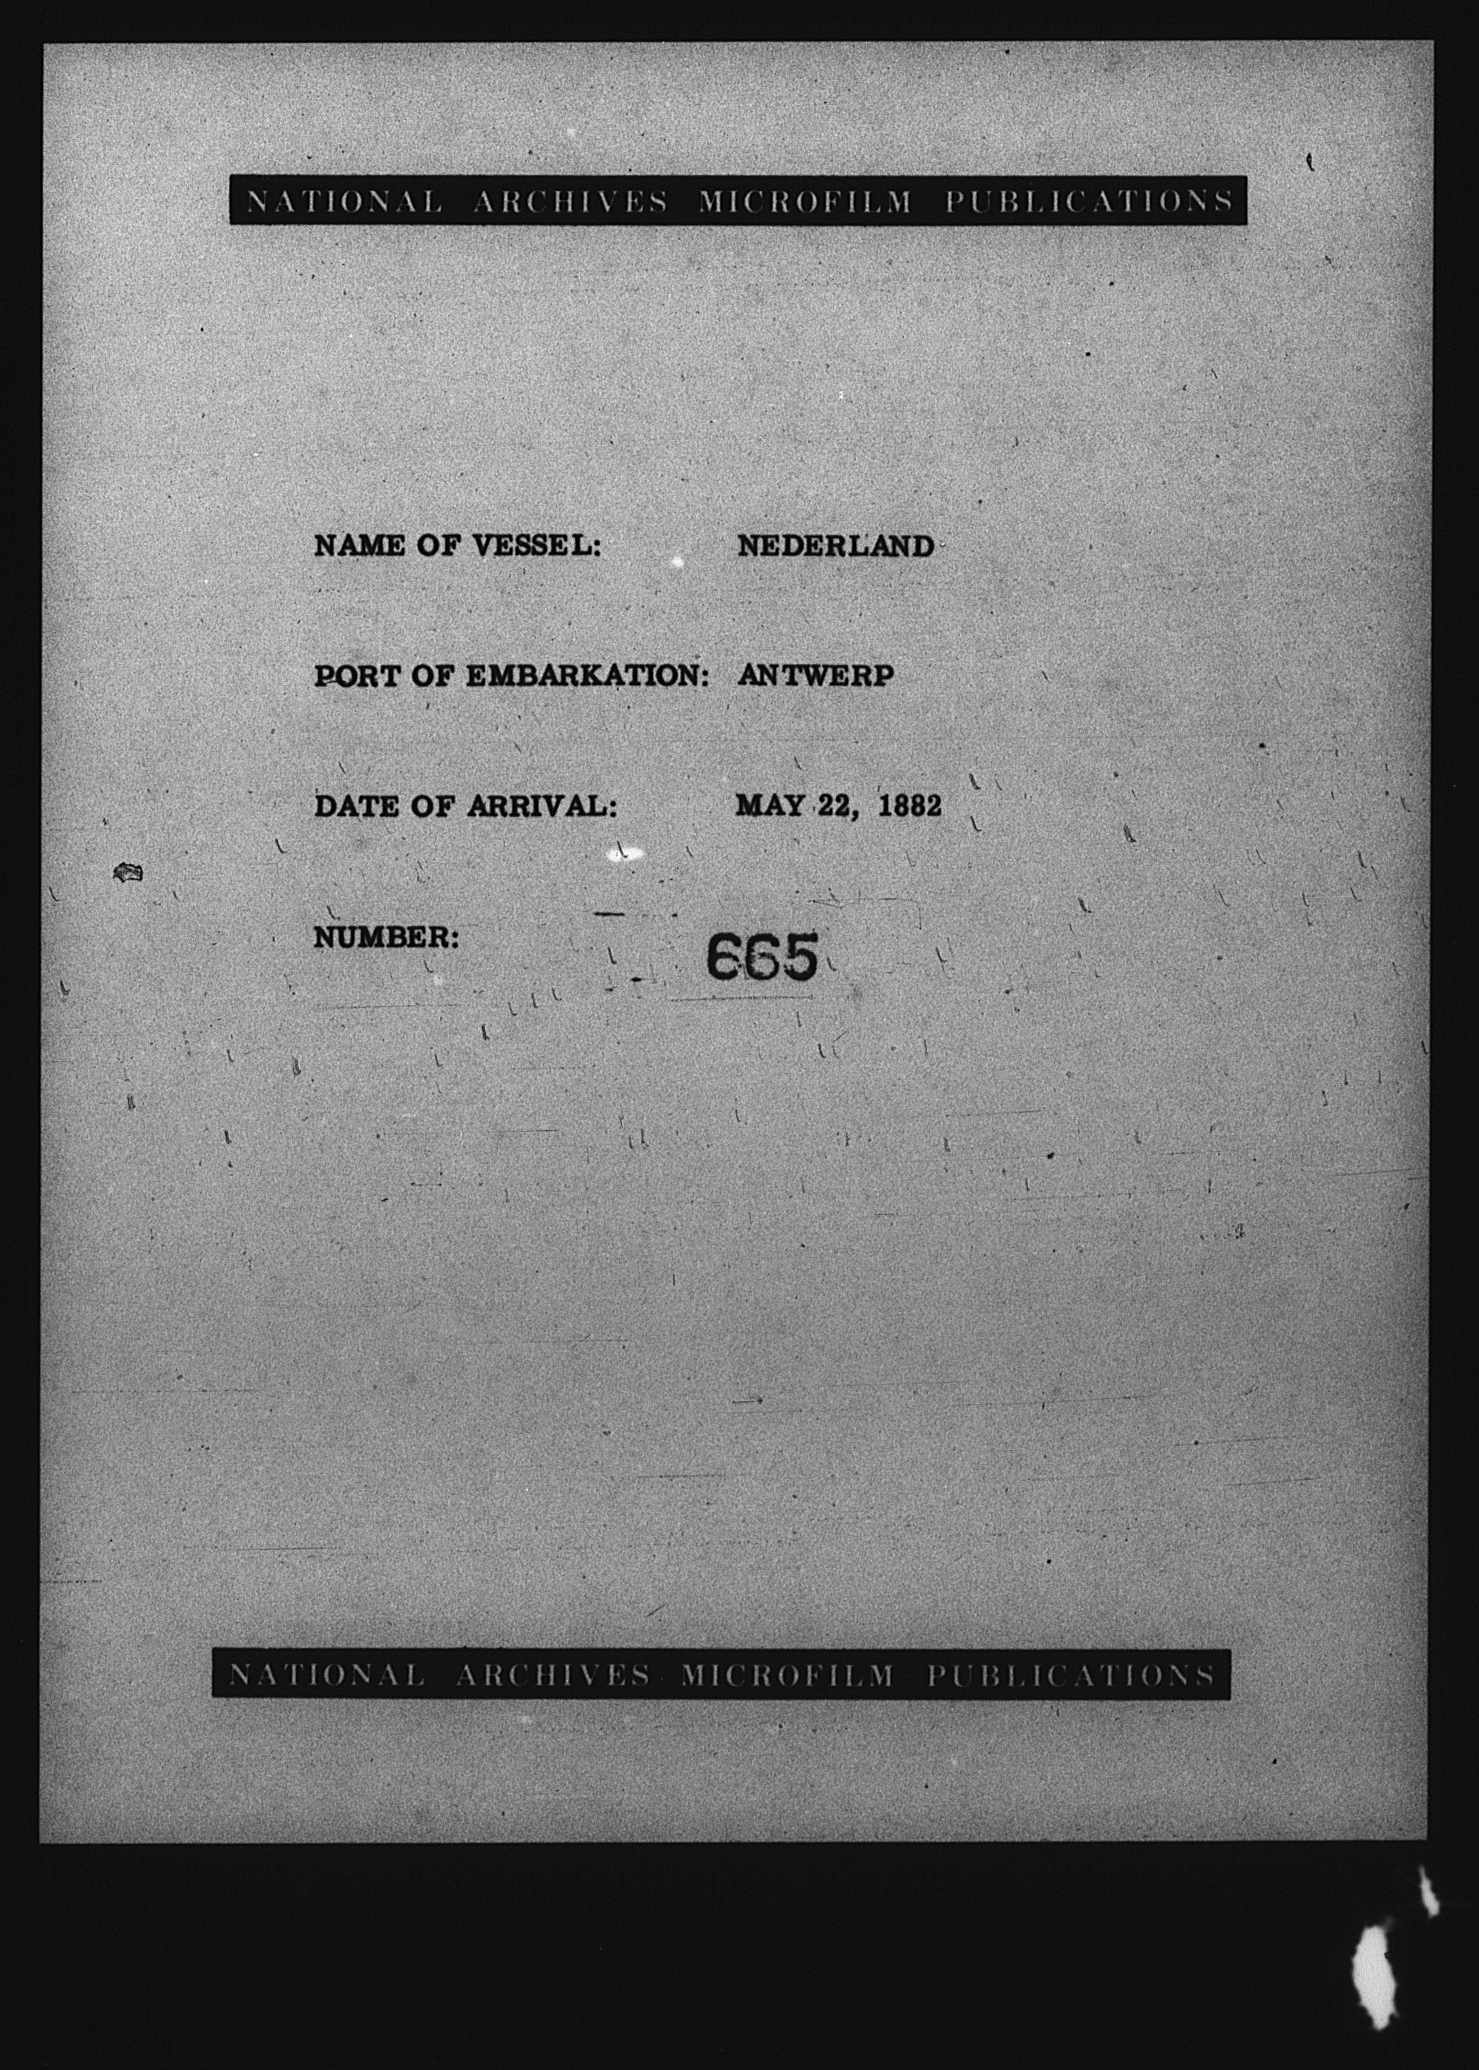 NATIONAL ARCHIVES MICROFILM PUBLICATIONS
NAME OF VESSEL: NEDERLAND
PORT OF EMBARKATION: ANTWERP
DATE OF ARRIVAL: MAY 22, 1882
NUMBER: 665
NATIONAL ARCHIVES MICROFILM PUBLICATIONS